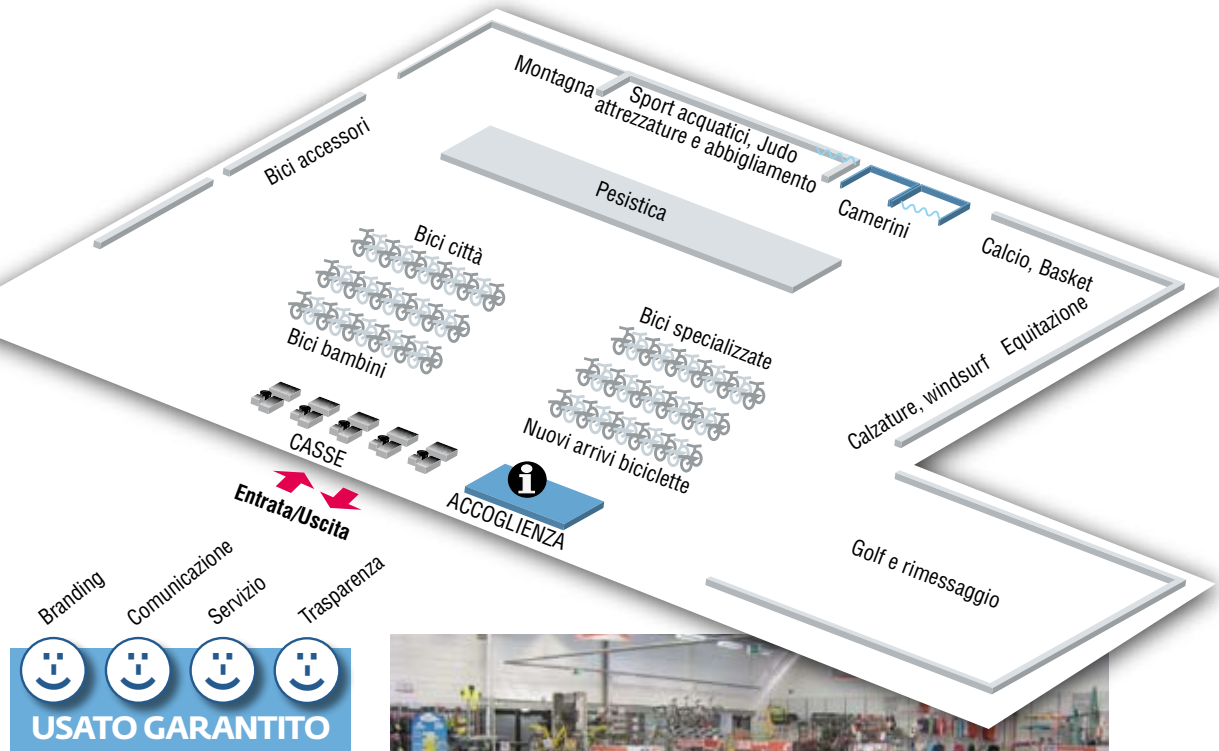 Montagna
Sport acquatici, Judo
attrezzature e abbigliamento
Bici accessori
Pesistica
Camerini
Calcio, Basket
Bici città
Bici bambini
Bici specializzate
Nuovi arrivi biciclette
Equitazione
Calzature, windsurf
CASSE
Entrata/Uscita
i
ACCOGLIENZA
Golf e rimessaggio
Branding
Comunicazione
Servizio
Trasparenza
USATO GARANTITO